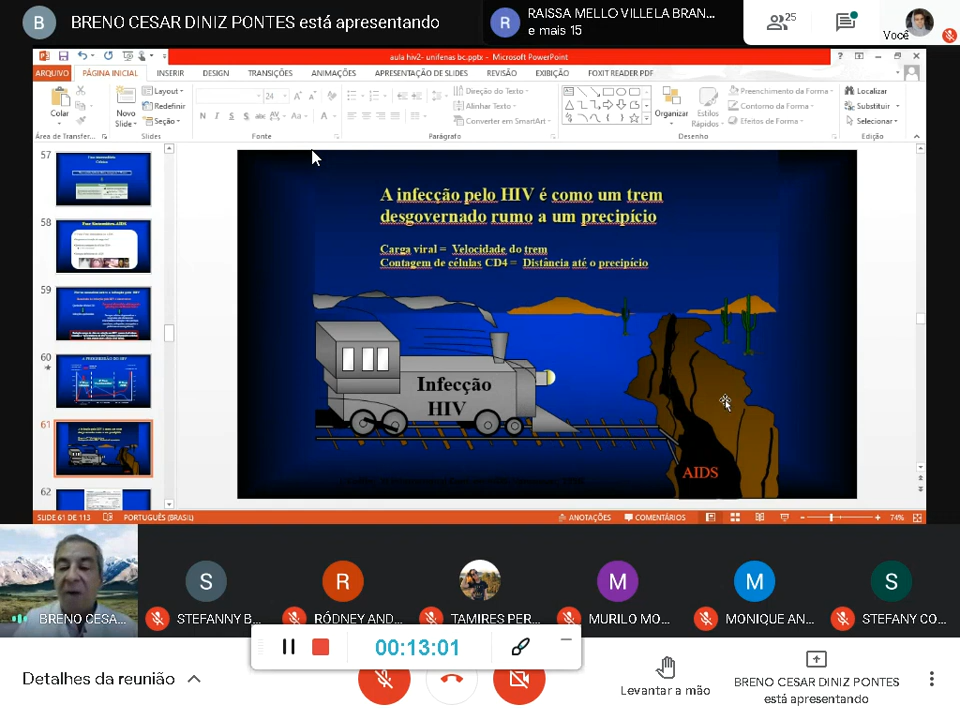 B
BRENO CESAR DINIZ PONTES está apresentando
R
RAISSA MELLO VILLELA BRAN...
e mais 15
25
Você
aula hiv2- unifenas bc.pptx - Microsoft PowerPoint
ARQUIVO PÁGINA INICIAL INSERIR DESIGN TRANSIÇÕES ANIMAÇÕES APRESENTAÇÃO DE SLIDES REVISÃO EXIBIÇÃO FOXIT READER PDF
Colar
Novo
Slide
Layout
Redefinir
Seção
24
N I S S abc AV Aa A
Direção do Texto
Alinhar Texto
Converter em SmartArt
Organizar
Estilos
Rápidos
Preenchimento da Forma
Contorno da Forma
Efeitos de Forma
Localizar
Substituir
Selecionar
Área de Transfer...
Slides
Fonte
Parágrafo
Desenho
Edição
57
58
59
60
A PROGRESSÃO DO HIV
61
62
A infecção pelo HIV é como um trem
desgovernado rumo a um precipício
Carga viral = Velocidade do trem
Contagem de células CD4 = Distância até o precipício
Infecção
HIV
AIDS
SLIDE 61 DE 113
PORTUGUÊS (BRASIL)
ANOTAÇÕES
COMENTÁRIOS
74%
BRENO CESA...
S
STEFANNY B...
R
RÓDNEY AND...
TAMIRES PER...
M
MURILO MO...
M
MONIQUE AN...
S
STEFANY CO...
00:13:01
Detalhes da reunião
Levantar a mão
BRENO CESAR DINIZ PONTES
está apresentando